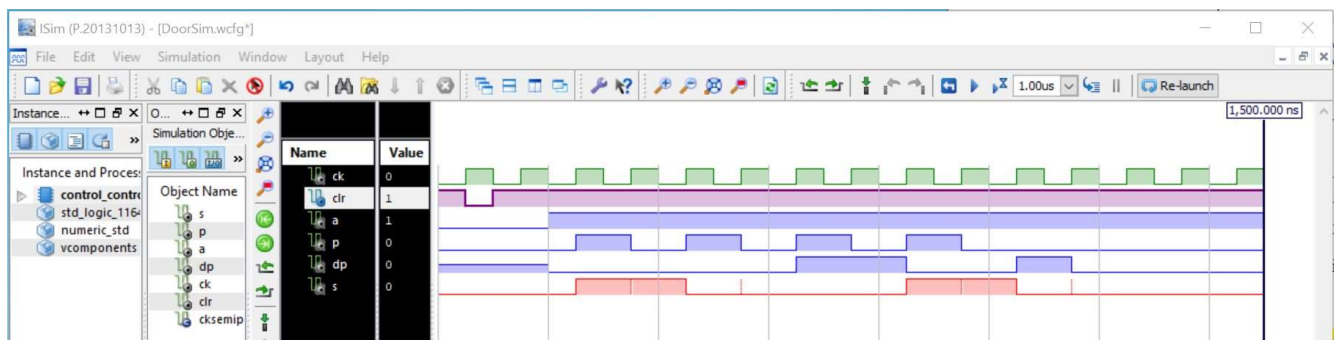 ISim (P.20131013) - [DoorSim.wcfg*]
File Edit View Simulation Window Layout Help
1.00us Re-launch
Instance...
O...
Simulation Obje...
Instance and Process
control_contro
std_logic_1164
numeric_std
vcomponents
Object Name
s
p
a
dp
ck
clr
cksemip
Name Value
ck 0
clr 1
a 1
p 0
dp 0
s 0
1,500.000 ns